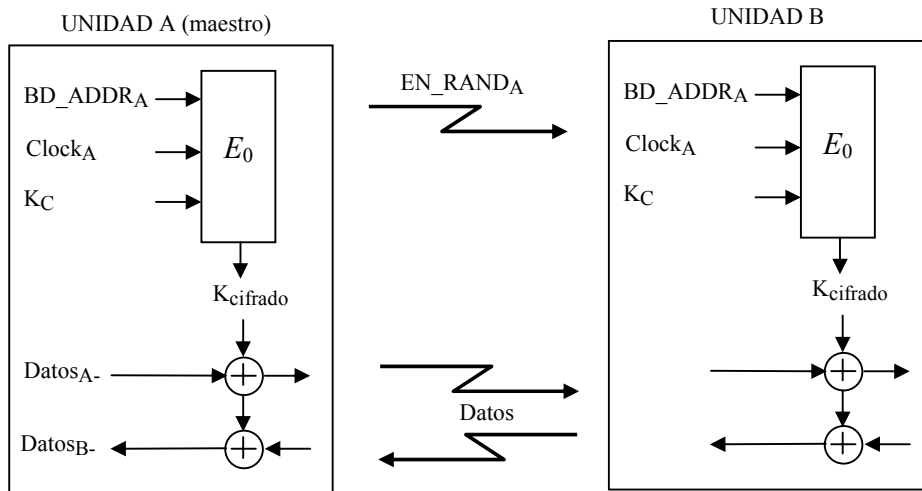 UNIDAD A (maestro)
UNIDAD B
BD_ADDRA
ClockA
KC
E0
Kcifrado
DatosA-
DatosB-
EN_RANDA
Datos
BD_ADDRA
ClockA
KC
E0
Kcifrado